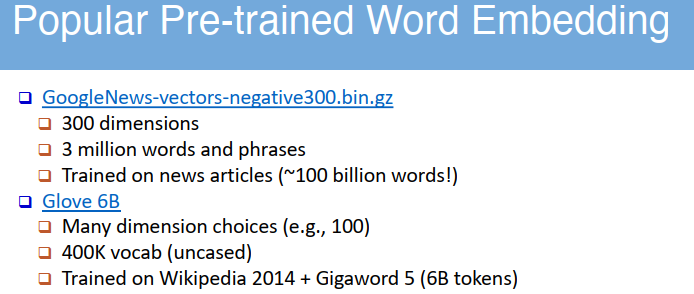 Popular Pre-trained Word Embedding
GoogleNews-vectors-negative300.bin.gz
300 dimensions
3 million words and phrases
Trained on news articles (~100 billion words!)
Glove 6B
Many dimension choices (e.g., 100)
400K vocab (uncased)
Trained on Wikipedia 2014 + Gigaword 5 (6B tokens)